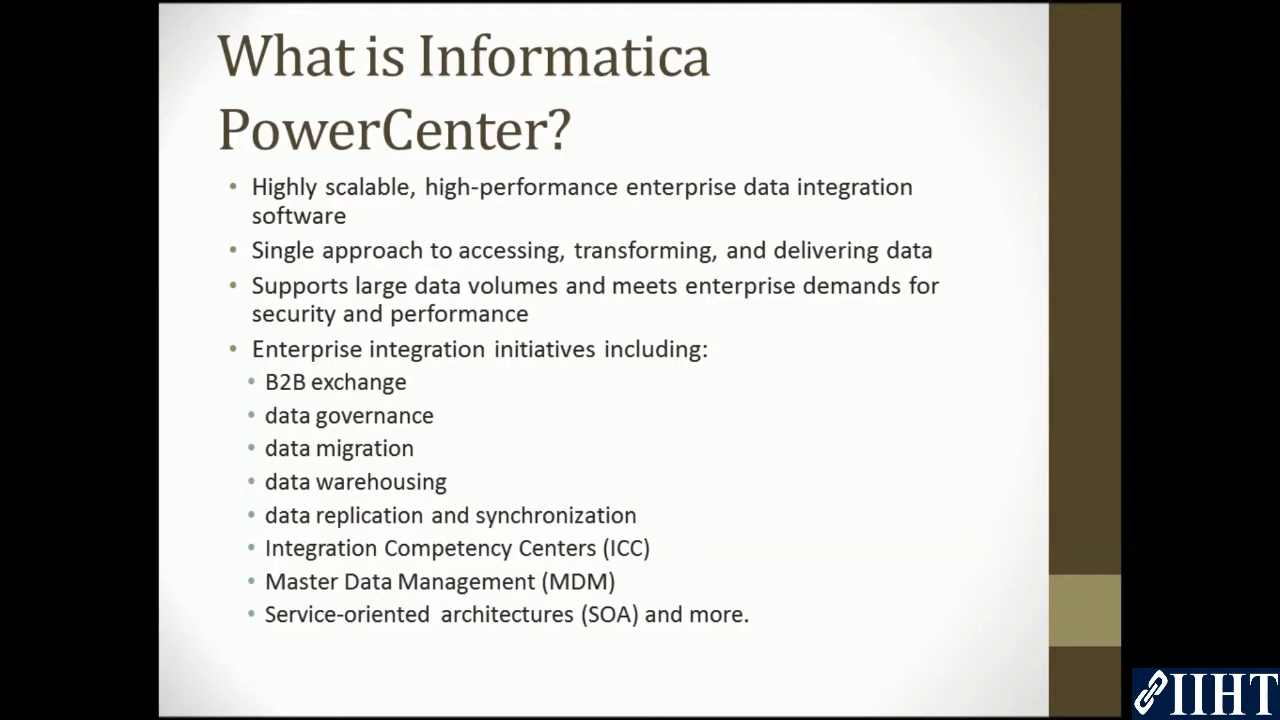 What is Informatica
PowerCenter?
• Highly scalable, high-performance enterprise data integration
software
• Single approach to accessing, transforming, and delivering data
• Supports large data volumes and meets enterprise demands for
security and performance
• Enterprise integration initiatives including:
• B2B exchange
• data governance
• data migration
• data warehousing
• data replication and synchronization
• Integration Competency Centers (ICC)
• Master Data Management (MDM)
• Service-oriented architectures (SOA) and more.
IIHT